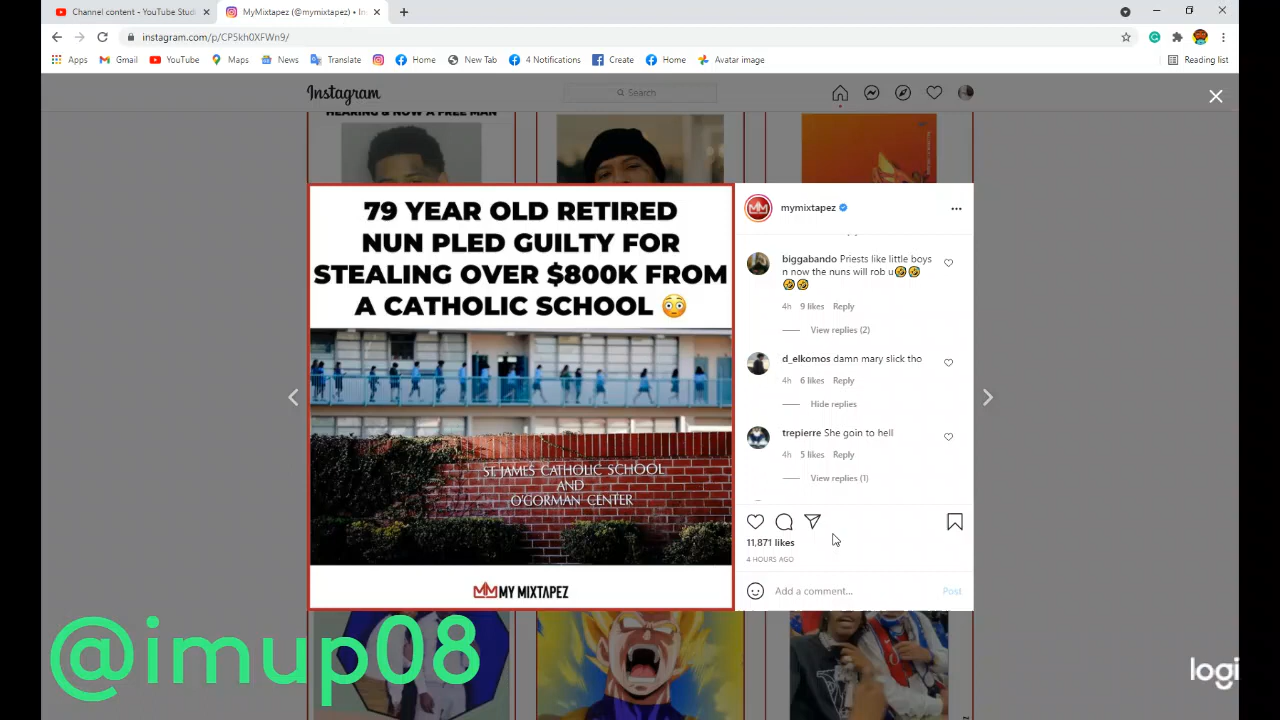 Channel content - YouTube Studi
MyMixtapez (@mymixtapez) • In
instagram.com/p/CP5kh0XFWn9/
Apps
Gmail
YouTube
Maps
News
Translate
Home
New Tab
4 Notifications
Create
Home
Avatar image
Reading list
Instagram
Search
HEARING & NOW A FREE MAN
79 YEAR OLD RETIRED
NUN PLED GUILTY FOR
STEALING OVER $800K FROM
A CATHOLIC SCHOOL 😳
ST. JAMES CATHOLIC SCHOOL
AND
O'GORMAN CENTER
MM MY MIXTAPEZ
mymixtapez
biggabando Priests like little boys
n now the nuns will rob u🤣🤣
🤣🤣
4h 9 likes Reply
View replies (2)
d_elkomos damn mary slick tho
4h 6 likes Reply
Hide replies
trepierre She goin to hell
4h 5 likes Reply
View replies (1)
11,871 likes
4 HOURS AGO
Add a comment...
Post
@imup08
logi